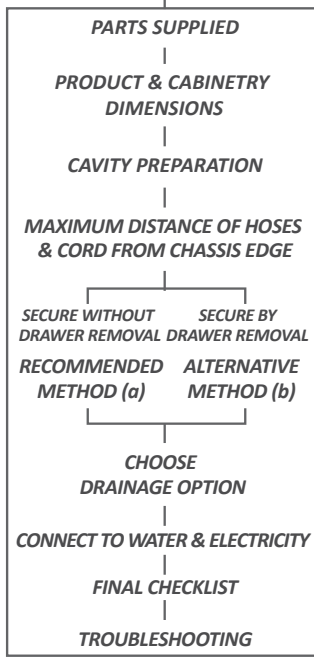 PARTS SUPPLIED
PRODUCT & CABINETRY
DIMENSIONS
CAVITY PREPARATION
MAXIMUM DISTANCE OF HOSES
& CORD FROM CHASSIS EDGE
SECURE WITHOUT
DRAWER REMOVAL
RECOMMENDED
METHOD (a)
SECURE BY
DRAWER REMOVAL
ALTERNATIVE
METHOD (b)
CHOOSE
DRAINAGE OPTION
CONNECT TO WATER & ELECTRICITY
FINAL CHECKLIST
TROUBLESHOOTING